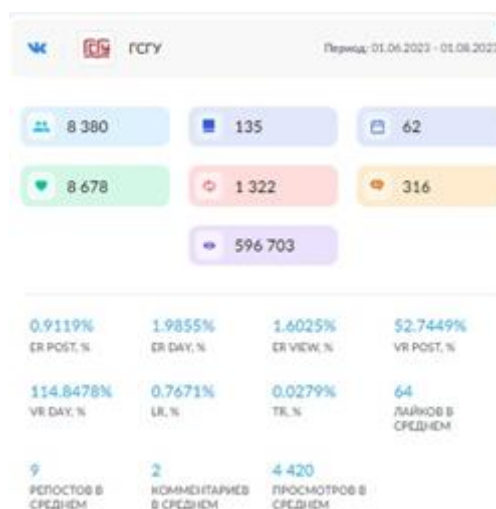 ГСГУ
Период: 01.06.2023 - 01.08.2023
8 380
135
62
8 678
1 322
316
596 703
0.9119%
1.9855%
1.6025%
52.7449%
ER POST, %
ER DAY, %
ER VIEW, %
VR POST, %
114.8478%
0.7671%
0.0279%
64
VR DAY, %
LR, %
TR, %
ЛАЙКОВ В
СРЕДНЕМ
9
2
4 420
РЕПОСТОВ В
СРЕДНЕМ
КОММЕНТАРИЕВ
В СРЕДНЕМ
ПРОСМОТРОВ В
СРЕДНЕМ